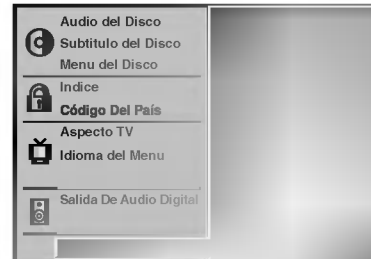 Audio del Disco
Subtitulo del Disco
Menu del Disco
Indice
Código Del País
Aspecto TV
Idioma del Menu
Salida De Audio Digital